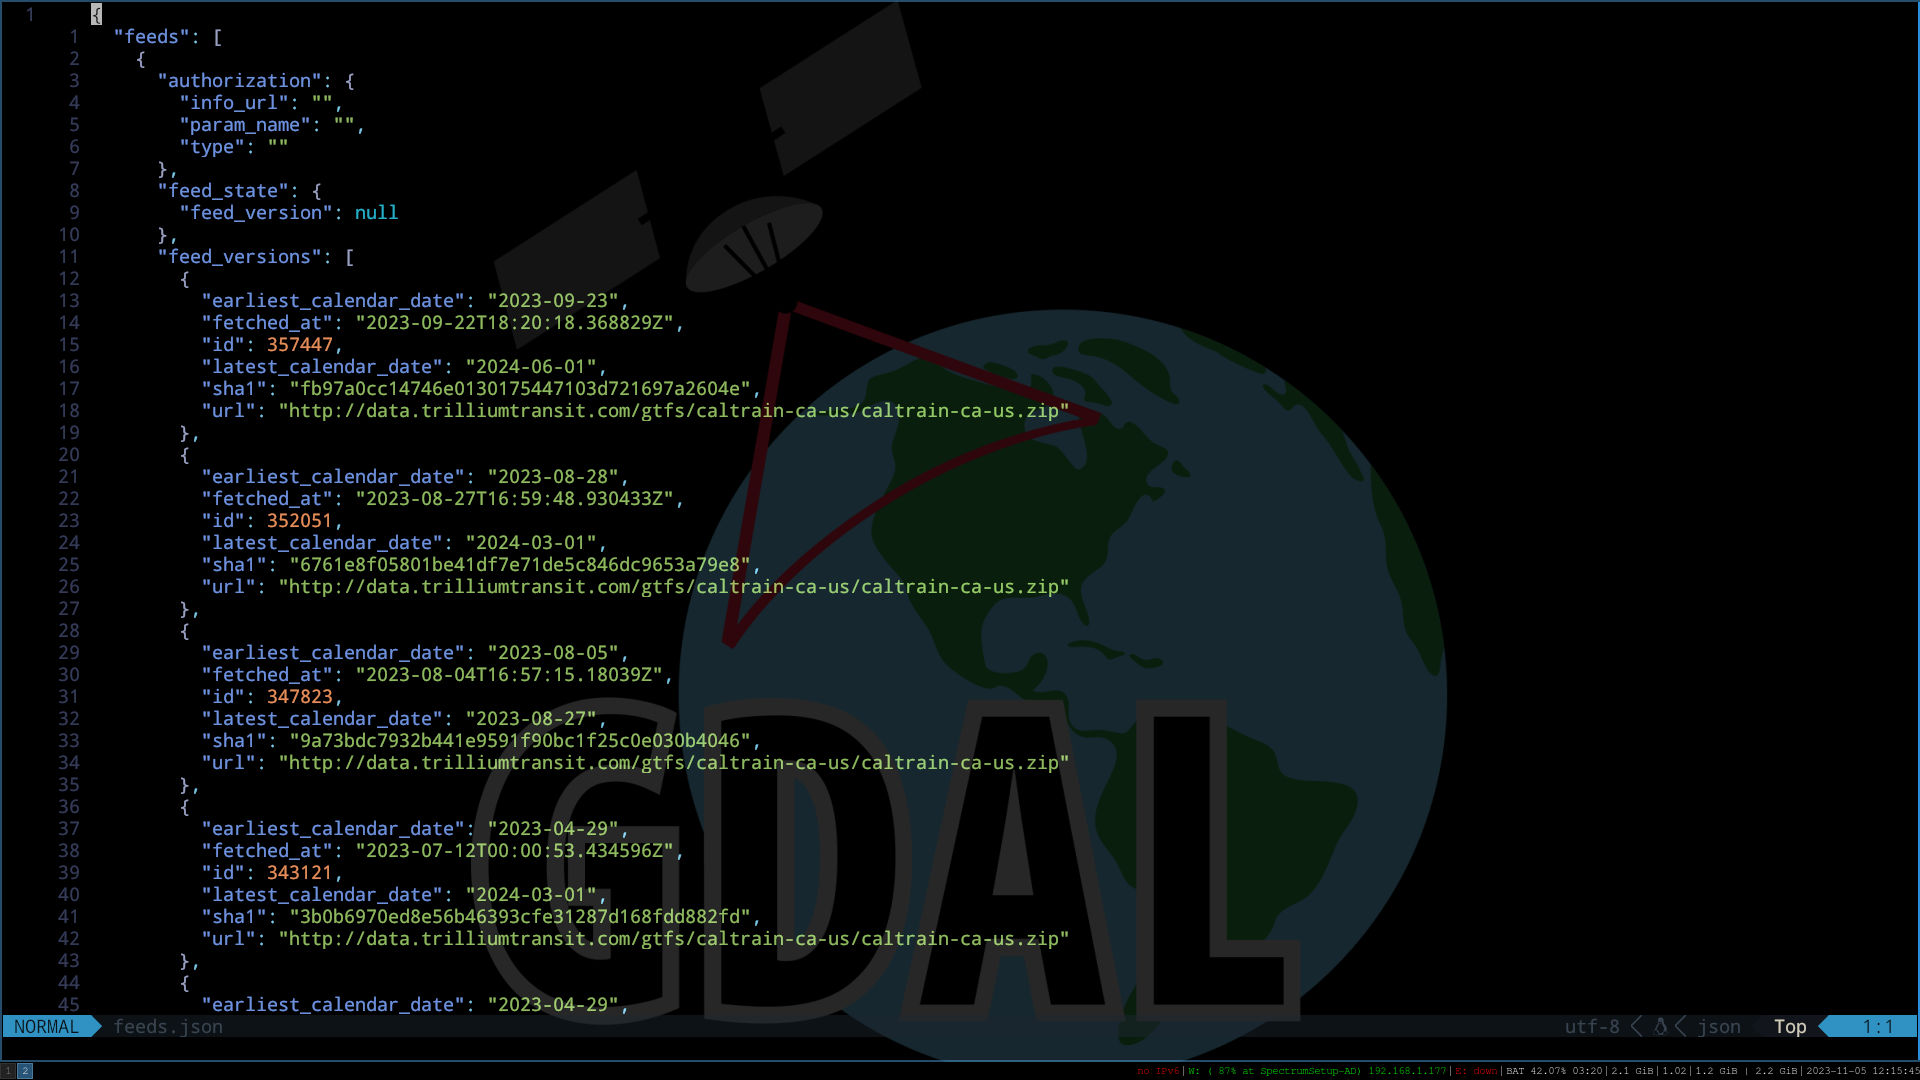 1 {
1 "feeds": [
2 {
3 "authorization": {
4 "info_url": "",
5 "param_name": "",
6 "type": ""
7 },
8 "feed_state": {
9 "feed_version": null
10 },
11 "feed_versions": [
12 {
13 "earliest_calendar_date": "2023-09-23",
14 "fetched_at": "2023-09-22T18:20:18.368829Z",
15 "id": 357447,
16 "latest_calendar_date": "2024-06-01",
17 "sha1": "fb97a0cc14746e0130175447103d721697a2604e",
18 "url": "http://data.trilliumtransit.com/gtfs/caltrain-ca-us/caltrain-ca-us.zip"
19 },
20 {
21 "earliest_calendar_date": "2023-08-28",
22 "fetched_at": "2023-08-27T16:59:48.930433Z",
23 "id": 352051,
24 "latest_calendar_date": "2024-03-01",
25 "sha1": "6761e8f05801be41df7e71de5c846dc9653a79e8",
26 "url": "http://data.trilliumtransit.com/gtfs/caltrain-ca-us/caltrain-ca-us.zip"
27 },
28 {
29 "earliest_calendar_date": "2023-08-05",
30 "fetched_at": "2023-08-04T16:57:15.18039Z",
31 "id": 347823,
32 "latest_calendar_date": "2023-08-27",
33 "sha1": "9a73bdc7932b441e9591f90bc1f25c0e030b4046",
34 "url": "http://data.trilliumtransit.com/gtfs/caltrain-ca-us/caltrain-ca-us.zip"
35 },
36 {
37 "earliest_calendar_date": "2023-04-29",
38 "fetched_at": "2023-07-12T00:00:53.434596Z",
39 "id": 343121,
40 "latest_calendar_date": "2024-03-01",
41 "sha1": "3b0b6970ed8e56b46393cfe31287d168fdd882fd",
42 "url": "http://data.trilliumtransit.com/gtfs/caltrain-ca-us/caltrain-ca-us.zip"
43 },
44 {
45 "earliest_calendar_date": "2023-04-29",
GDAL
NORMAL feeds.json utf-8 json Top 1:1
1 2 no IPv6|W: ( 87% at SpectrumSetup-AD) 192.168.1.177|E: down|BAT 42.07% 03:20|2.1 GiB|1.02|1.2 GiB | 2.2 GiB|2023-11-05 12:15:45